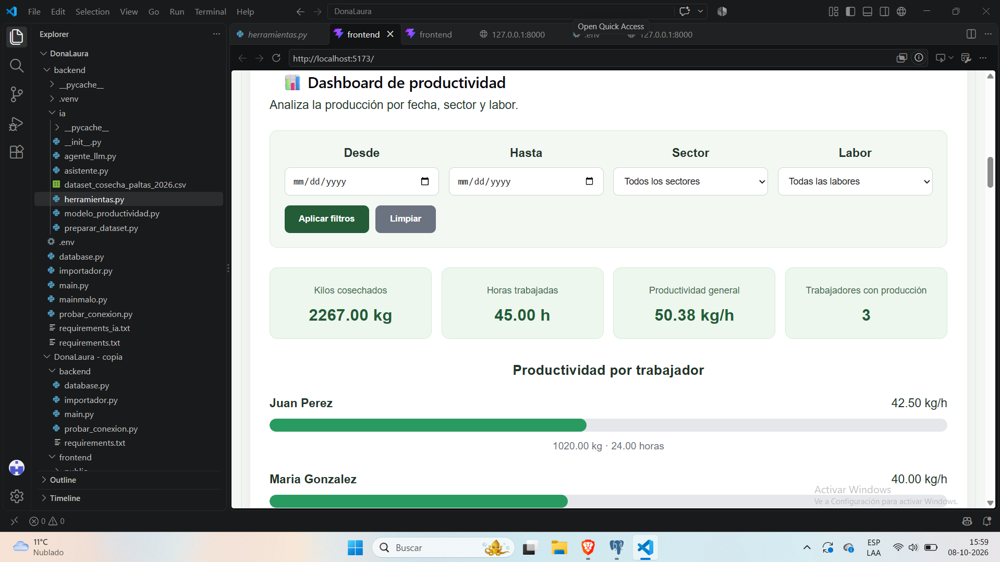 File Edit Selection View Go Run Terminal Help
DonaLaura
Open Quick Access
Explorer
DonaLaura
backend
__pycache__
.venv
ia
__pycache__
__init__.py
agente_llm.py
asistente.py
dataset_cosecha_paltas_2026.csv
herramientas.py
modelo_productividad.py
preparar_dataset.py
.env
database.py
importador.py
main.py
mainmalo.py
probar_conexion.py
requirements_ia.txt
requirements.txt
DonaLaura - copia
backend
database.py
importador.py
main.py
probar_conexion.py
requirements.txt
frontend
public
Outline
Timeline
herramientas.py frontend frontend 127.0.0.1:8000 .env 127.0.0.1:8000
http://localhost:5173/
Dashboard de productividad
Analiza la producción por fecha, sector y labor.
Desde Hasta Sector Labor
mm/dd/yyyy mm/dd/yyyy Todos los sectores Todas las labores
Aplicar filtros Limpiar
Kilos cosechados Horas trabajadas Productividad general Trabajadores con producción
2267.00 kg 45.00 h 50.38 kg/h 3
Productividad por trabajador
Juan Perez 42.50 kg/h
1020.00 kg · 24.00 horas
Maria Gonzalez 40.00 kg/h
Activar Windows
Ve a Configuración para activar Windows.
0 0
11°C
Nublado
Buscar
ESP
LAA
15:59
08-10-2026